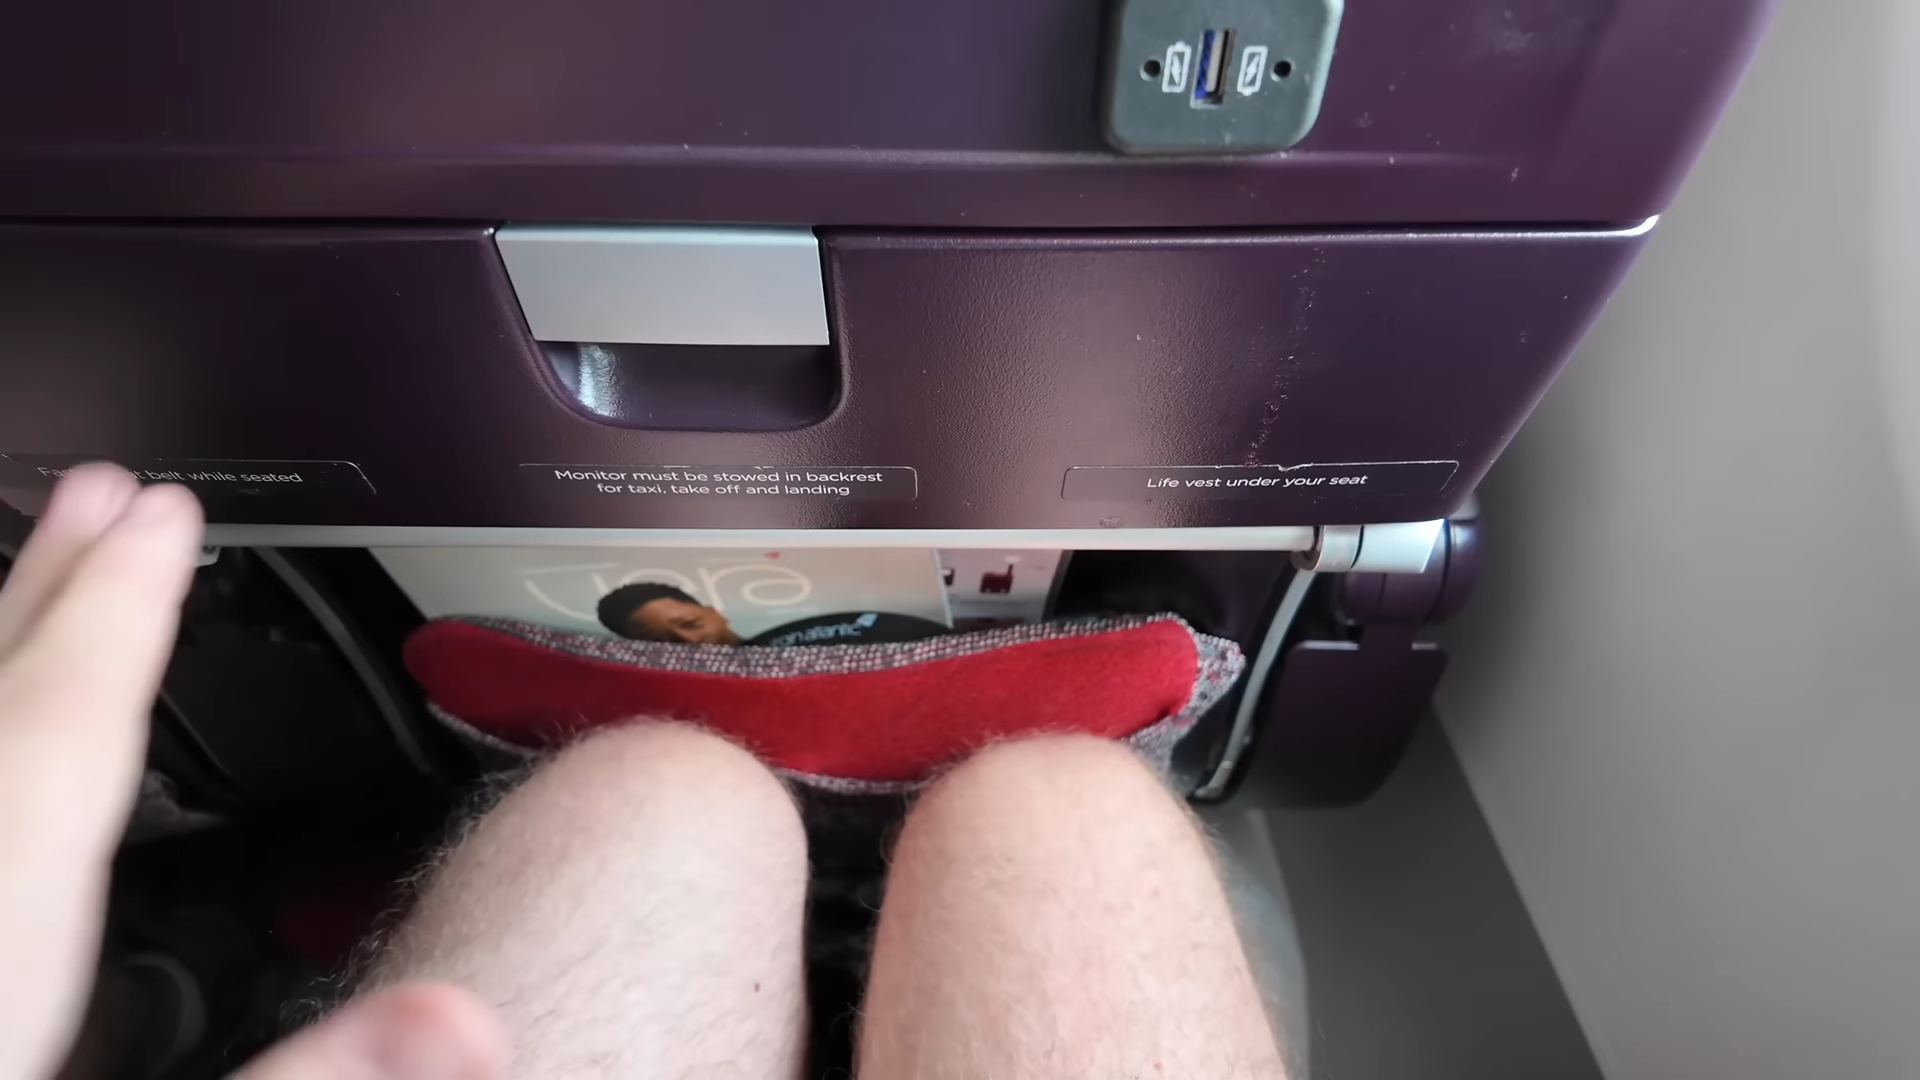 belt while seated
Monitor must be stowed in backrest
for taxi, take off and landing
Life vest under your seat
atlantic